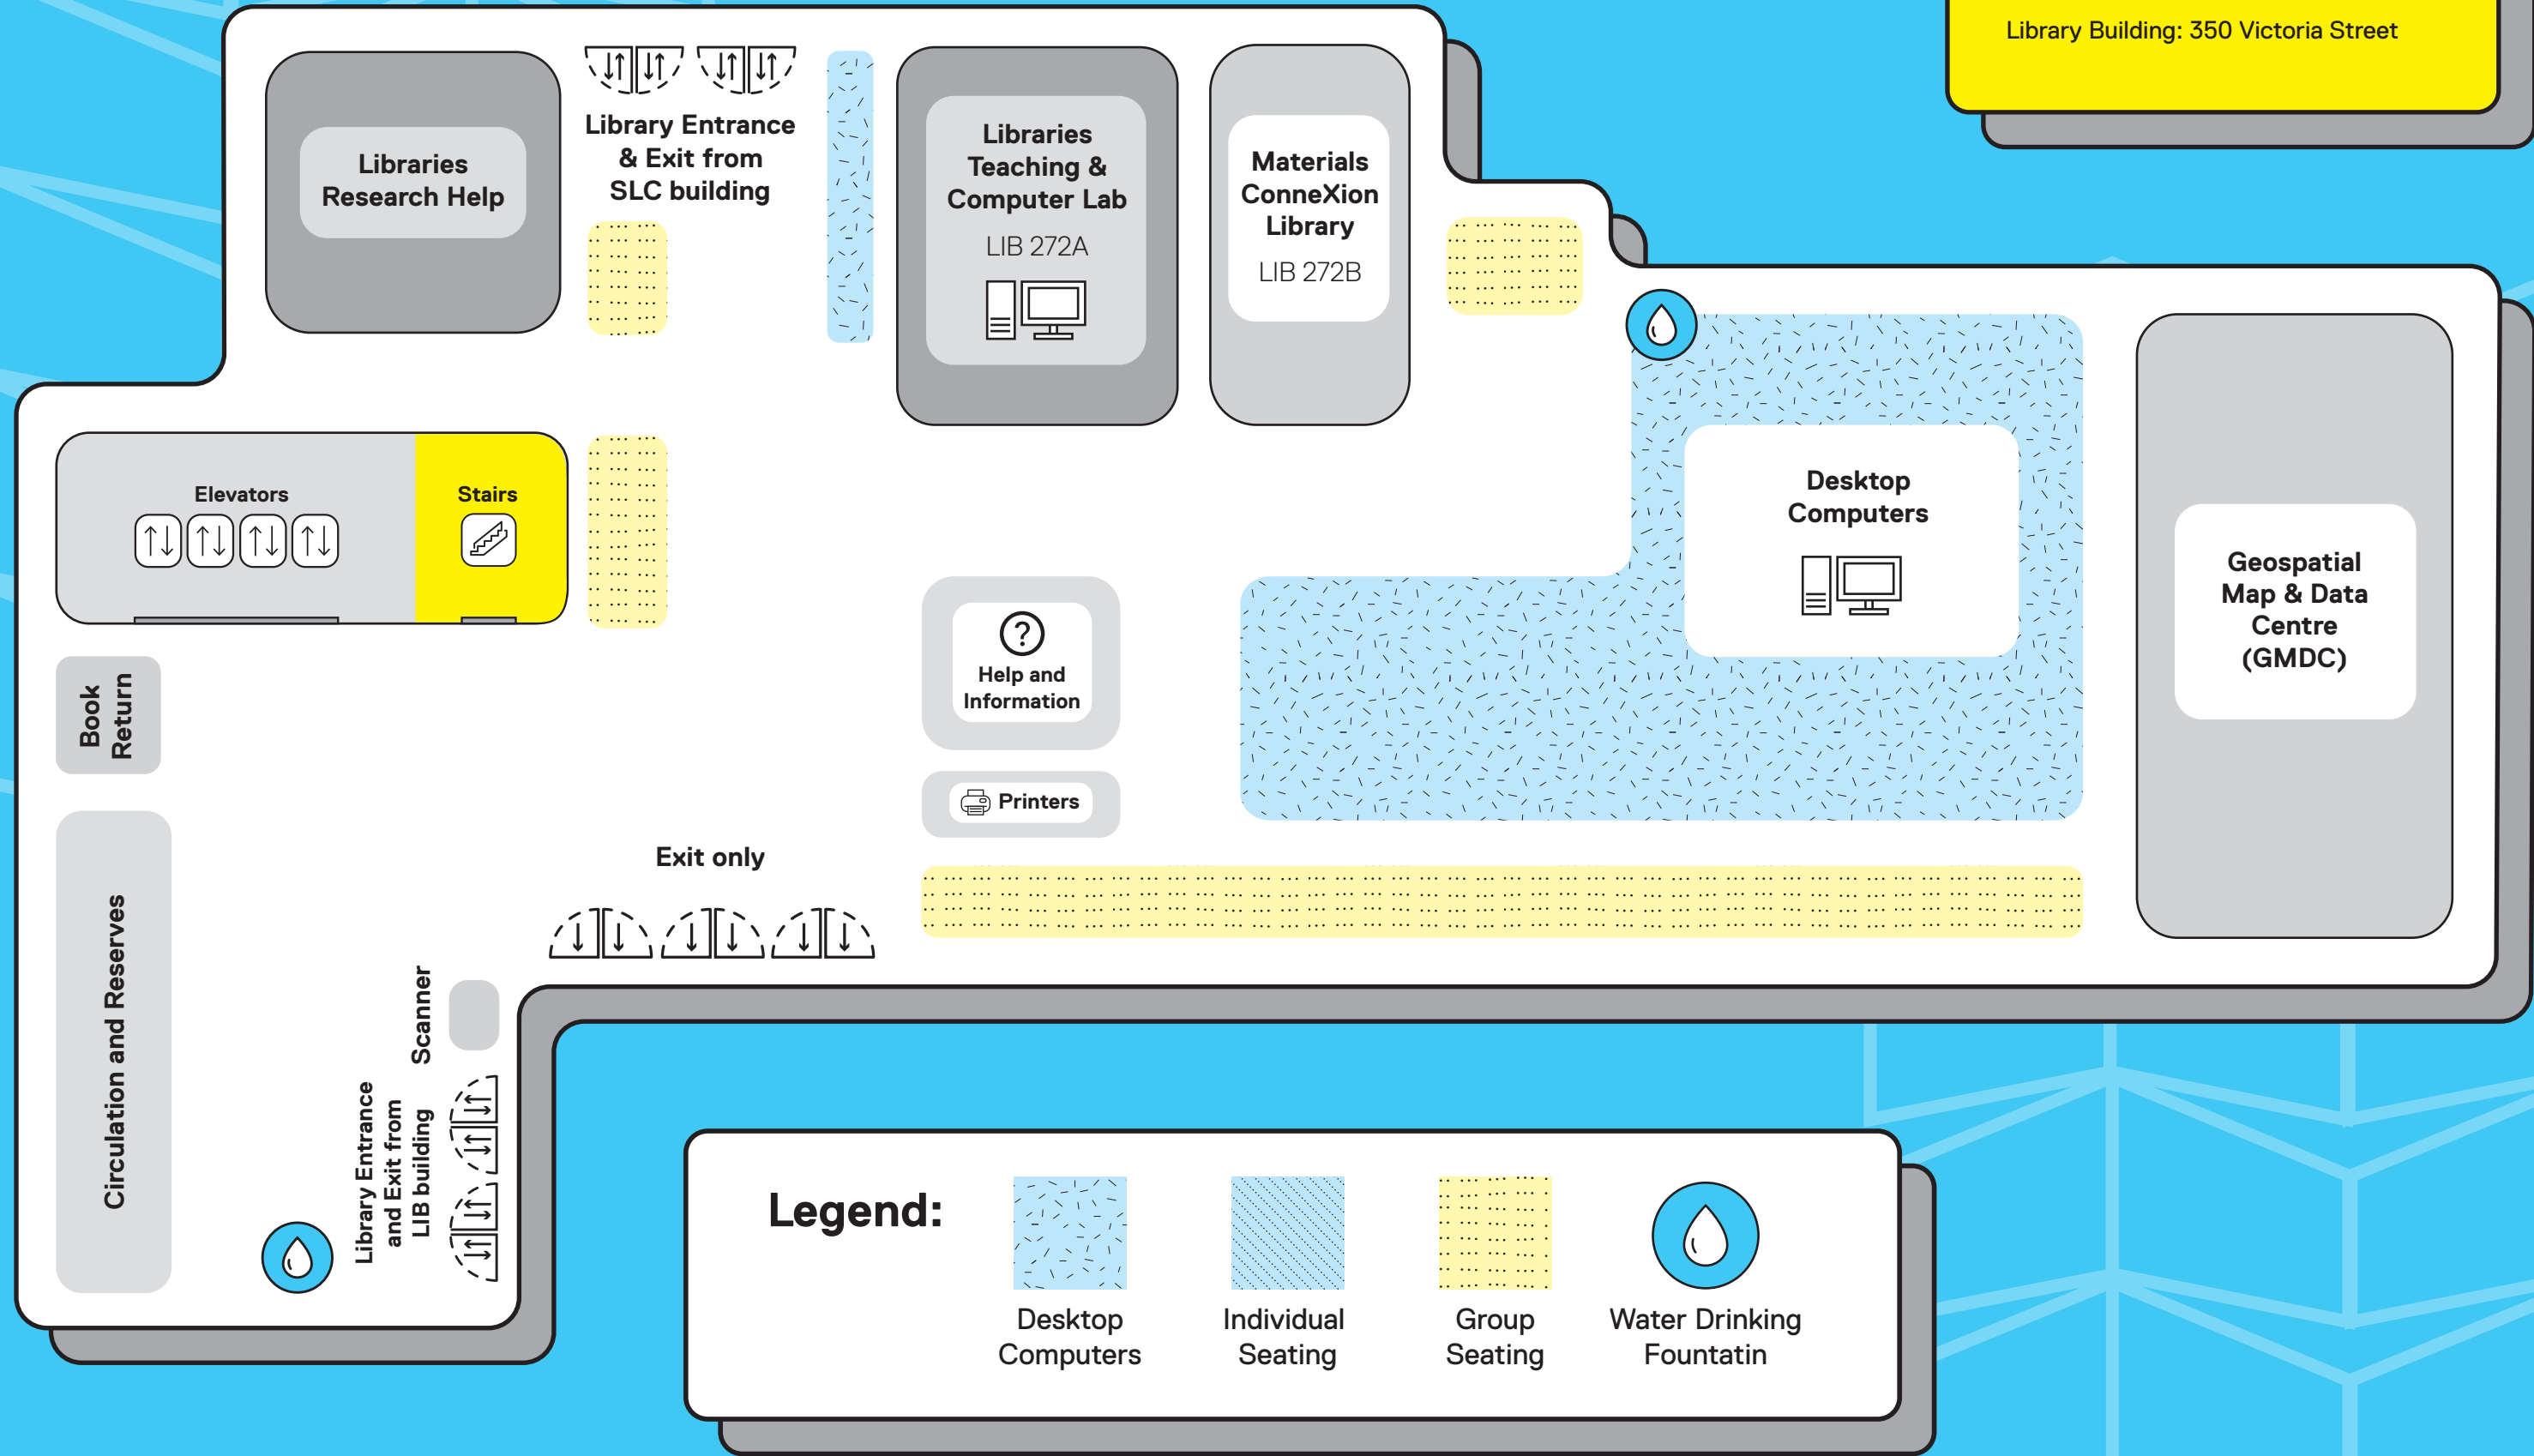 Library Building: 350 Victoria Street
Libraries
Research Help
Library Entrance
& Exit from
SLC building
Libraries
Teaching &
Computer Lab
LIB 272A
Materials
ConneXion
Library
LIB 272B
Elevators
Stairs
Desktop
Computers
Geospatial
Map & Data
Centre
(GMDC)
?
Help and
Information
Book
Return
Printers
Exit only
Circulation and Reserves
Scanner
Library Entrance
and Exit from
LIB building
Legend:
Desktop
Computers
Individual
Seating
Group
Seating
Water Drinking
Fountatin